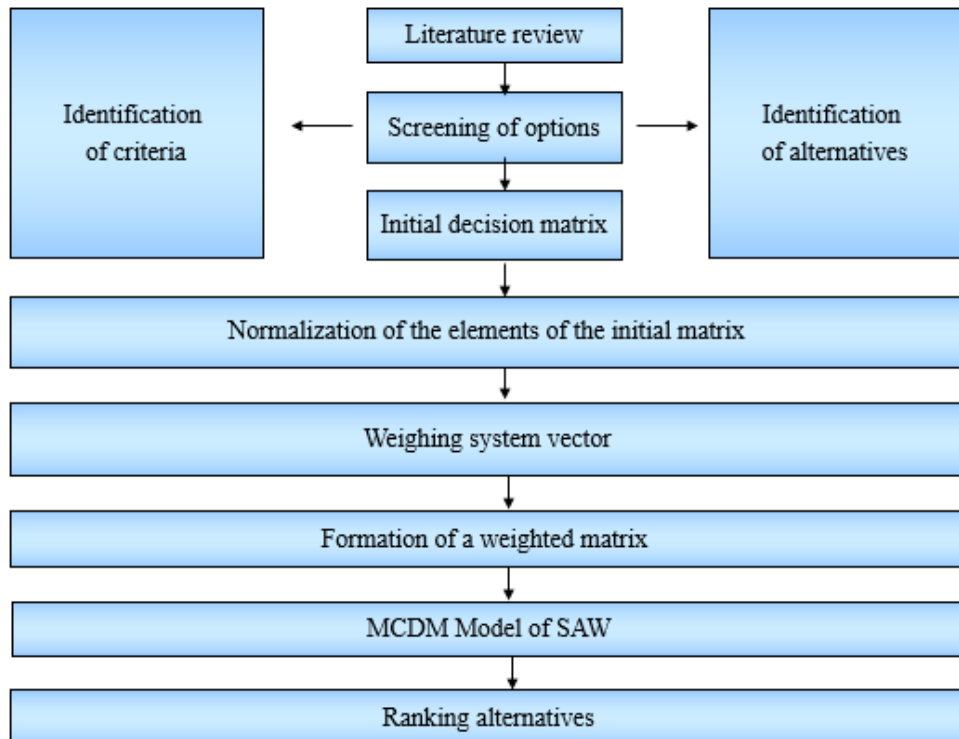 Literature review
Identification
of criteria
Screening of options
Identification
of alternatives
Initial decision matrix
Normalization of the elements of the initial matrix
Weighing system vector
Formation of a weighted matrix
MCDM Model of SAW
Ranking alternatives